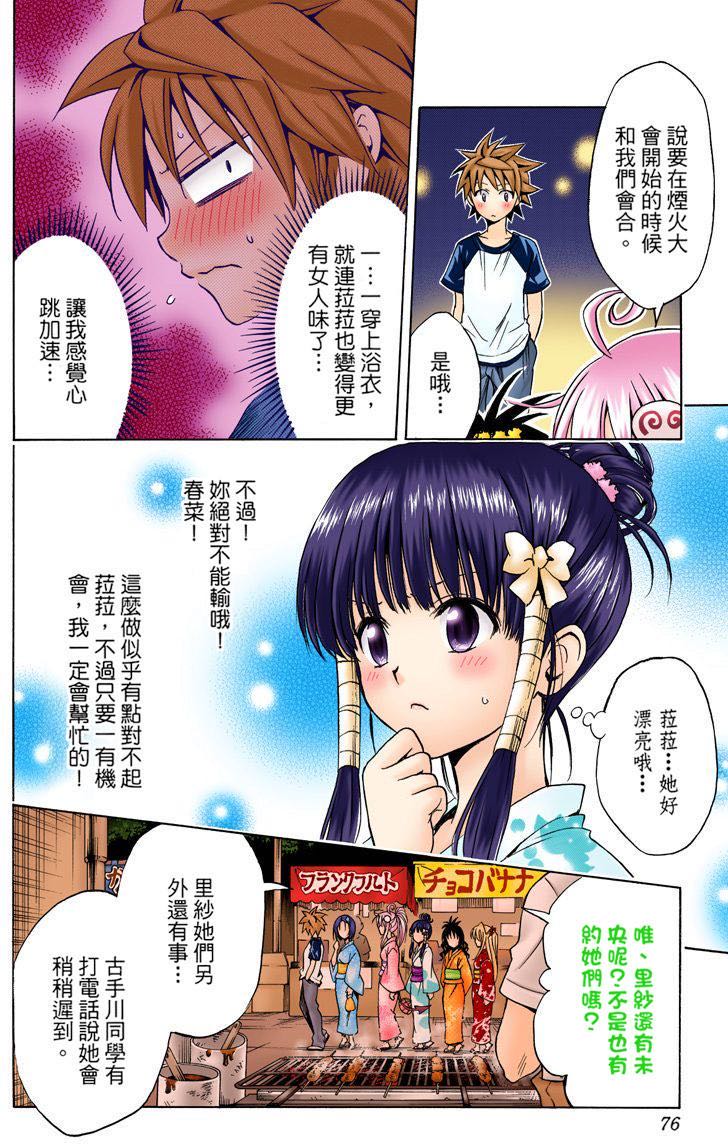 說要在煙火大
會開始的時候
和我們會合。
是哦…
一…一穿上浴衣，
就連菈菈也變得更
有女人味了…
讓我感覺心
跳加速…
菈菈…她好
漂亮哦…
不過！
妳絕對不能輸哦！
春菜！
這麼做似乎有點對不起
菈菈，不過只要一有機
會，我一定會幫忙的！
唯、里紗還有未
央呢？不是也有
約她們嗎？
チョコバナナ
フランクフルト
里紗她們另
外還有事…
古手川同學有
打電話說她會
稍稍遲到。
76